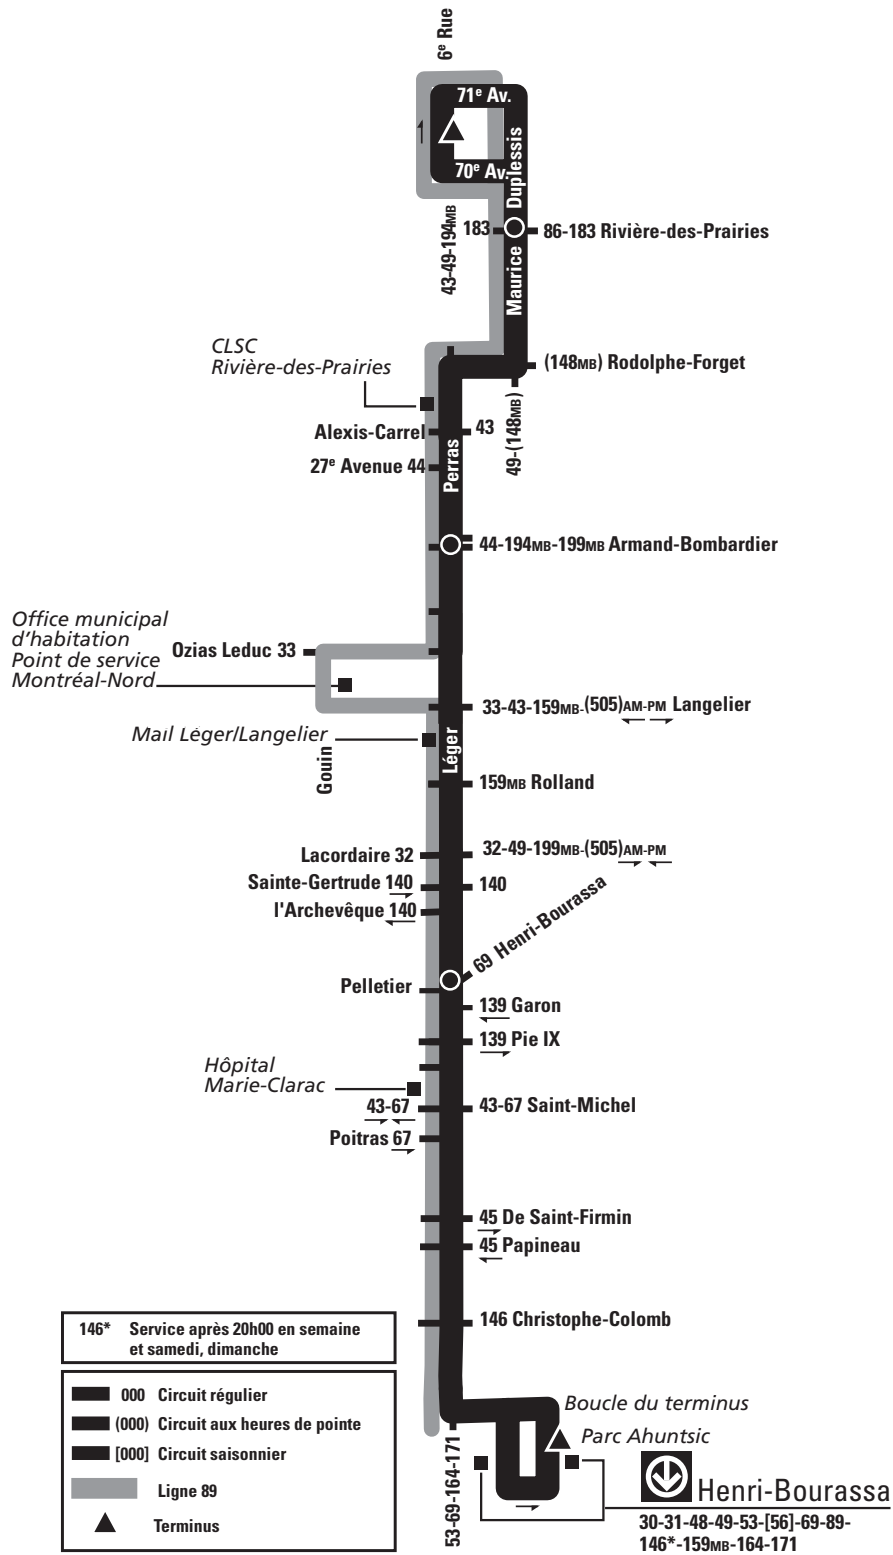 6e Rue
71e Av.
70e Av.
Maurice Duplessis
43-49-194MB
183
86-183 Rivière-des-Prairies
CLSC
Rivière-des-Prairies
(148MB) Rodolphe-Forget
49-(148MB)
Alexis-Carrel
43
27e Avenue 44
Perras
44-194MB-199MB Armand-Bombardier
Office municipal
d'habitation
Point de service
Montréal-Nord
Ozias Leduc 33
33-43-159MB-(505)AM-PM Langelier
Mail Léger/Langelier
Gouin
Léger
159MB Rolland
Lacordaire 32
32-49-199MB-(505)AM-PM
Sainte-Gertrude 140
140
l'Archevêque 140
69 Henri-Bourassa
Pelletier
139 Garon
139 Pie IX
Hôpital
Marie-Clarac
43-67
43-67 Saint-Michel
Poitras 67
45 De Saint-Firmin
45 Papineau
146 Christophe-Colomb
146* Service après 20h00 en semaine
et samedi, dimanche
000 Circuit régulier
(000) Circuit aux heures de pointe
[000] Circuit saisonnier
Ligne 89
Terminus
53-69-164-171
Boucle du terminus
Parc Ahuntsic
Henri-Bourassa
30-31-48-49-53-[56]-69-89-
146*-159MB-164-171